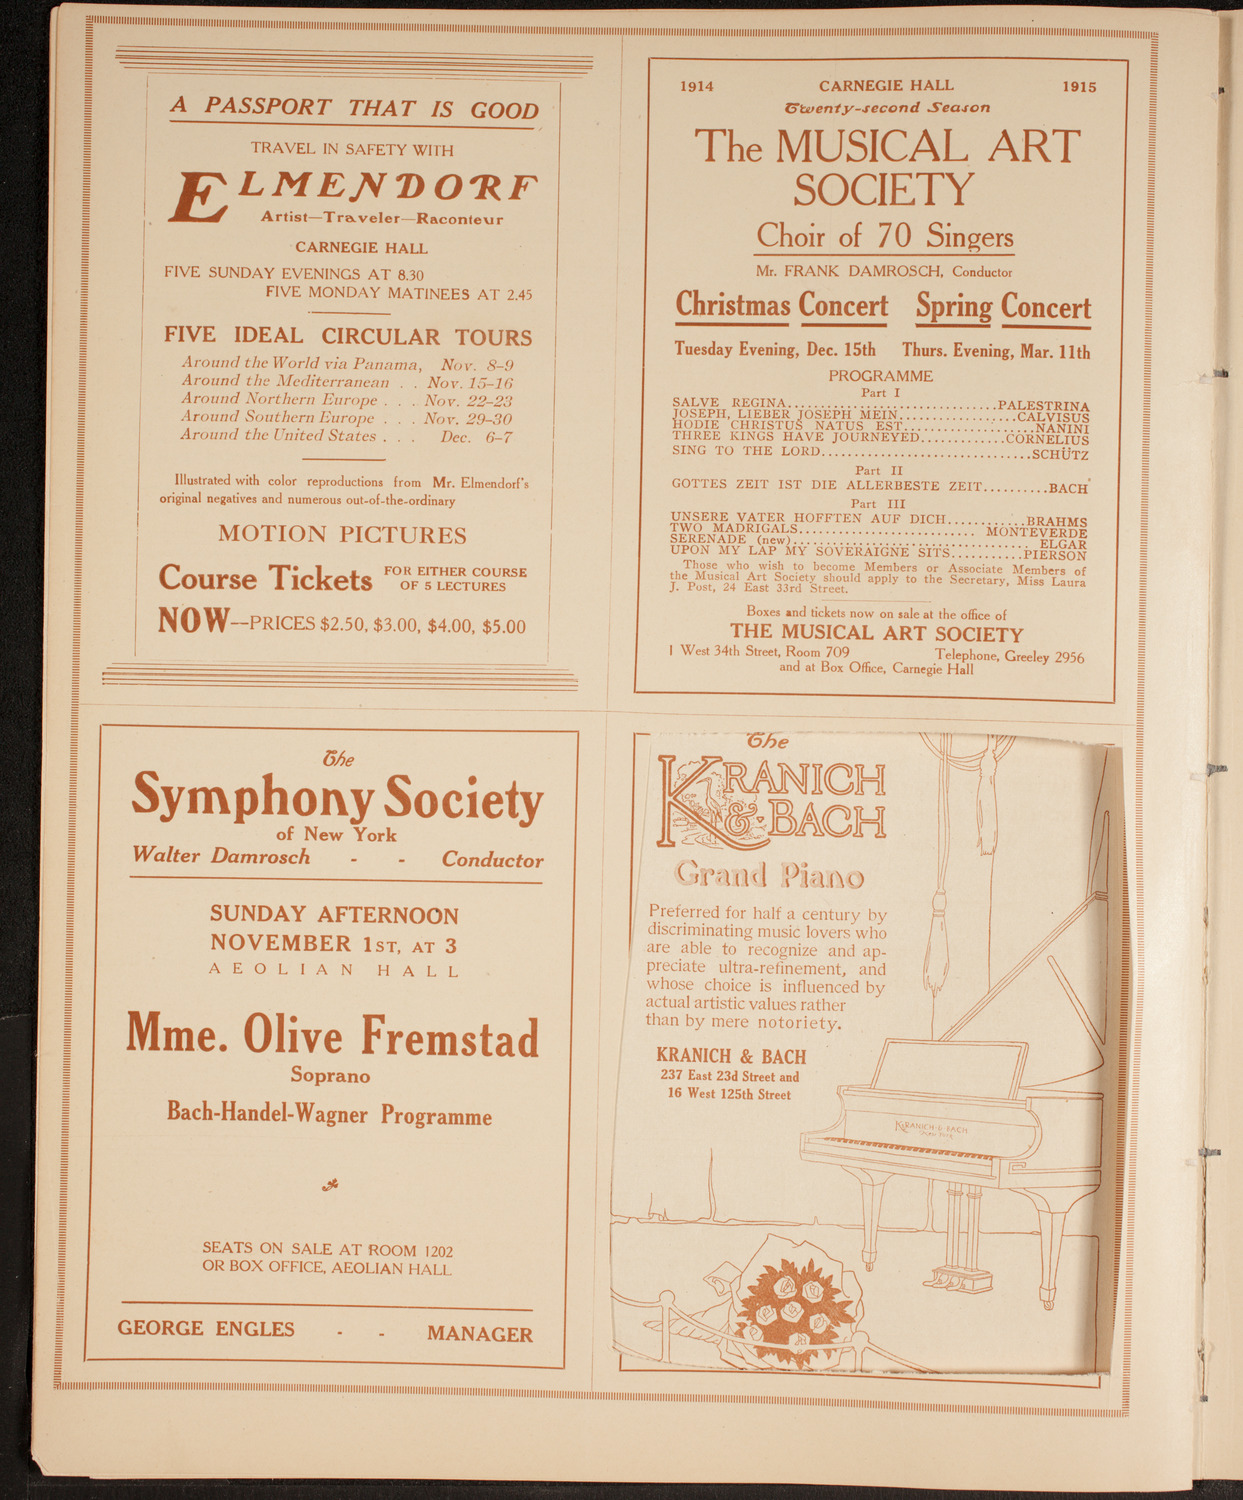 A PASSPORT THAT IS GOOD
TRAVEL IN SAFETY WITH
ELMENDORF
Artist—Traveler—Raconteur
CARNEGIE HALL
FIVE SUNDAY EVENINGS AT 8.30
FIVE MONDAY MATINEES AT 2.45
FIVE IDEAL CIRCULAR TOURS
Around the World via Panama, Nov. 8–9
Around the Mediterranean . . Nov. 15–16
Around Northern Europe . . . Nov. 22–23
Around Southern Europe . . . Nov. 29–30
Around the United States . . . Dec. 6–7
Illustrated with color reproductions from Mr. Elmendorf's
original negatives and numerous out-of-the-ordinary
MOTION PICTURES
Course Tickets FOR EITHER COURSE
OF 5 LECTURES
NOW—PRICES $2.50, $3.00, $4.00, $5.00
1914 CARNEGIE HALL 1915
Twenty-second Season
The MUSICAL ART
SOCIETY
Choir of 70 Singers
Mr. FRANK DAMROSCH, Conductor
Christmas Concert Spring Concert
Tuesday Evening, Dec. 15th Thurs. Evening, Mar. 11th
PROGRAMME
Part I
SALVE REGINA................................PALESTRINA
JOSEPH, LIEBER JOSEPH MEIN..................CALVISUS
HODIE CHRISTUS NATUS EST....................NANINI
THREE KINGS HAVE JOURNEYED.............CORNELIUS
SING TO THE LORD................................SCHÜTZ
Part II
GOTTES ZEIT IST DIE ALLERBESTE ZEIT..........BACH
Part III
UNSERE VATER HOFFTEN AUF DICH............BRAHMS
TWO MADRIGALS........................... MONTEVERDE
SERENADE (new).................................... ELGAR
UPON MY LAP MY SOVERAIGNE SITS...........PIERSON
Those who wish to become Members or Associate Members of
the Musical Art Society should apply to the Secretary, Miss Laura
J. Post, 24 East 33rd Street.
Boxes and tickets now on sale at the office of
THE MUSICAL ART SOCIETY
1 West 34th Street, Room 709 Telephone, Greeley 2956
and at Box Office, Carnegie Hall
The
Symphony Society
of New York
Walter Damrosch - - Conductor
SUNDAY AFTERNOON
NOVEMBER 1ST, AT 3
AEOLIAN HALL
Mme. Olive Fremstad
Soprano
Bach-Handel-Wagner Programme
SEATS ON SALE AT ROOM 1202
OR BOX OFFICE, AEOLIAN HALL
GEORGE ENGLES - - MANAGER
The
KRANICH
& BACH
Grand Piano
Preferred for half a century by
discriminating music lovers who
are able to recognize and ap-
preciate ultra-refinement, and
whose choice is influenced by
actual artistic values rather
than by mere notoriety.
KRANICH & BACH
237 East 23d Street and
16 West 125th Street
KRANICH & BACH